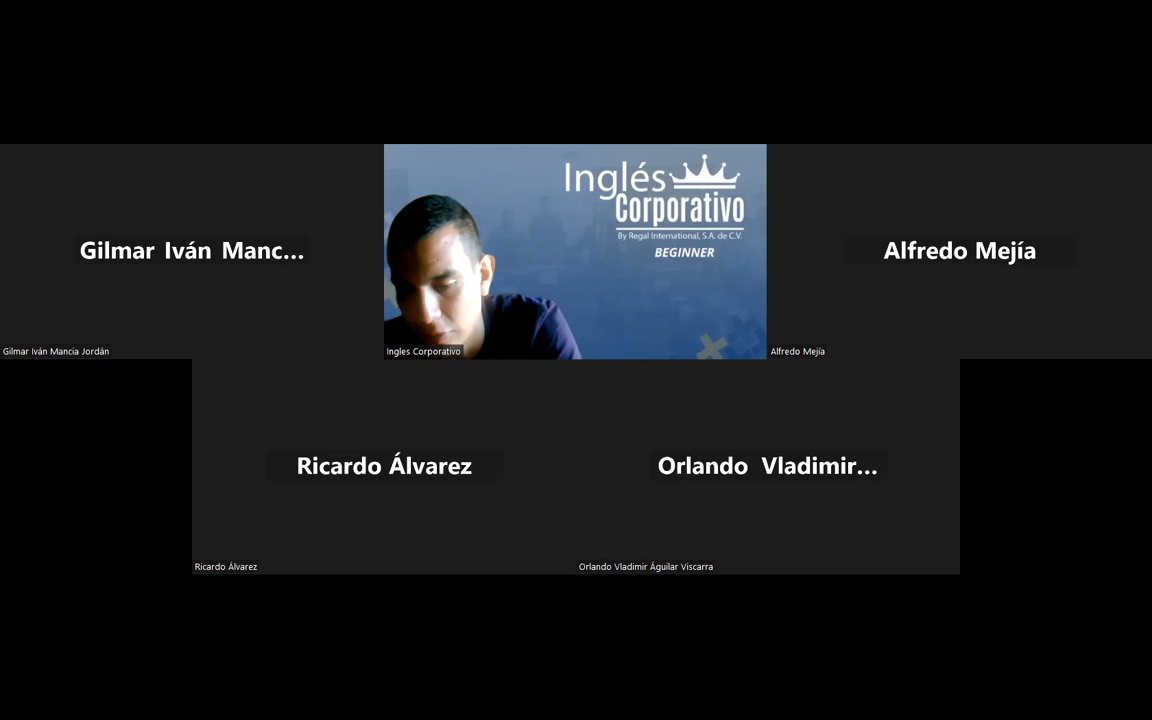 Gilmar Iván Manc...
Gilmar Iván Mancia Jordán
Inglés
Corporativo
By Regal International, S.A. de C.V.
BEGINNER
Ingles Corporativo
Alfredo Mejía
Alfredo Mejía
Ricardo Álvarez
Ricardo Álvarez
Orlando Vladimir...
Orlando Vladimir Águilar Viscarra